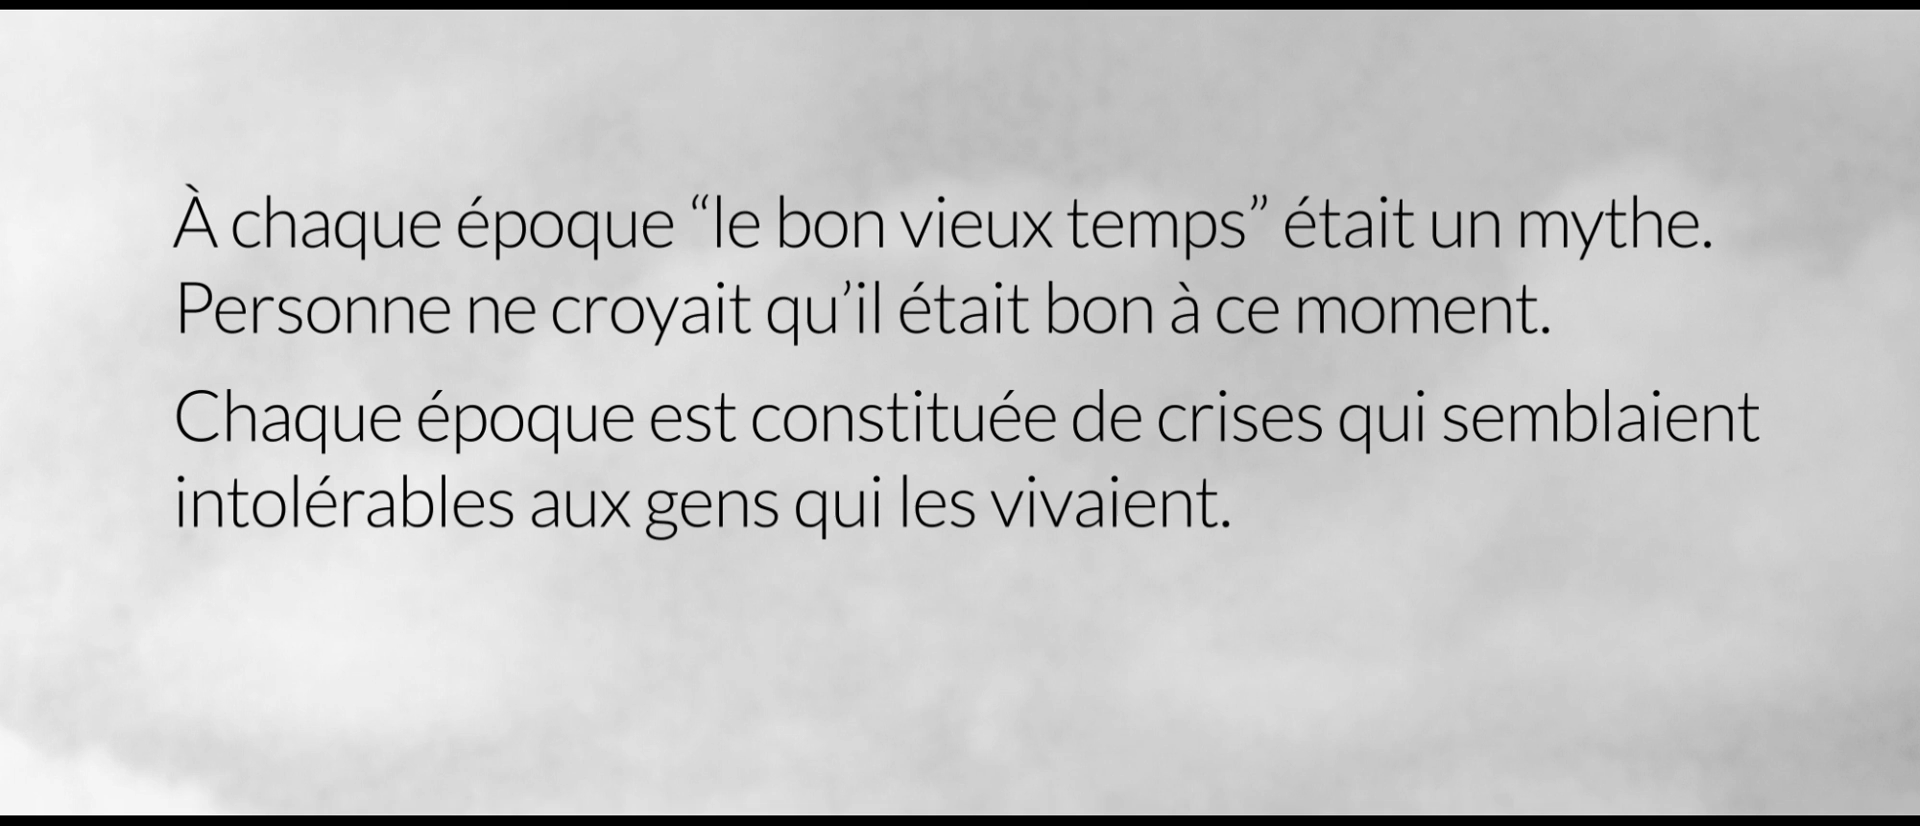 À chaque époque “le bon vieux temps” était un mythe.
Personne ne croyait qu’il était bon à ce moment.
Chaque époque est constituée de crises qui semblaient
intolérables aux gens qui les vivaient.